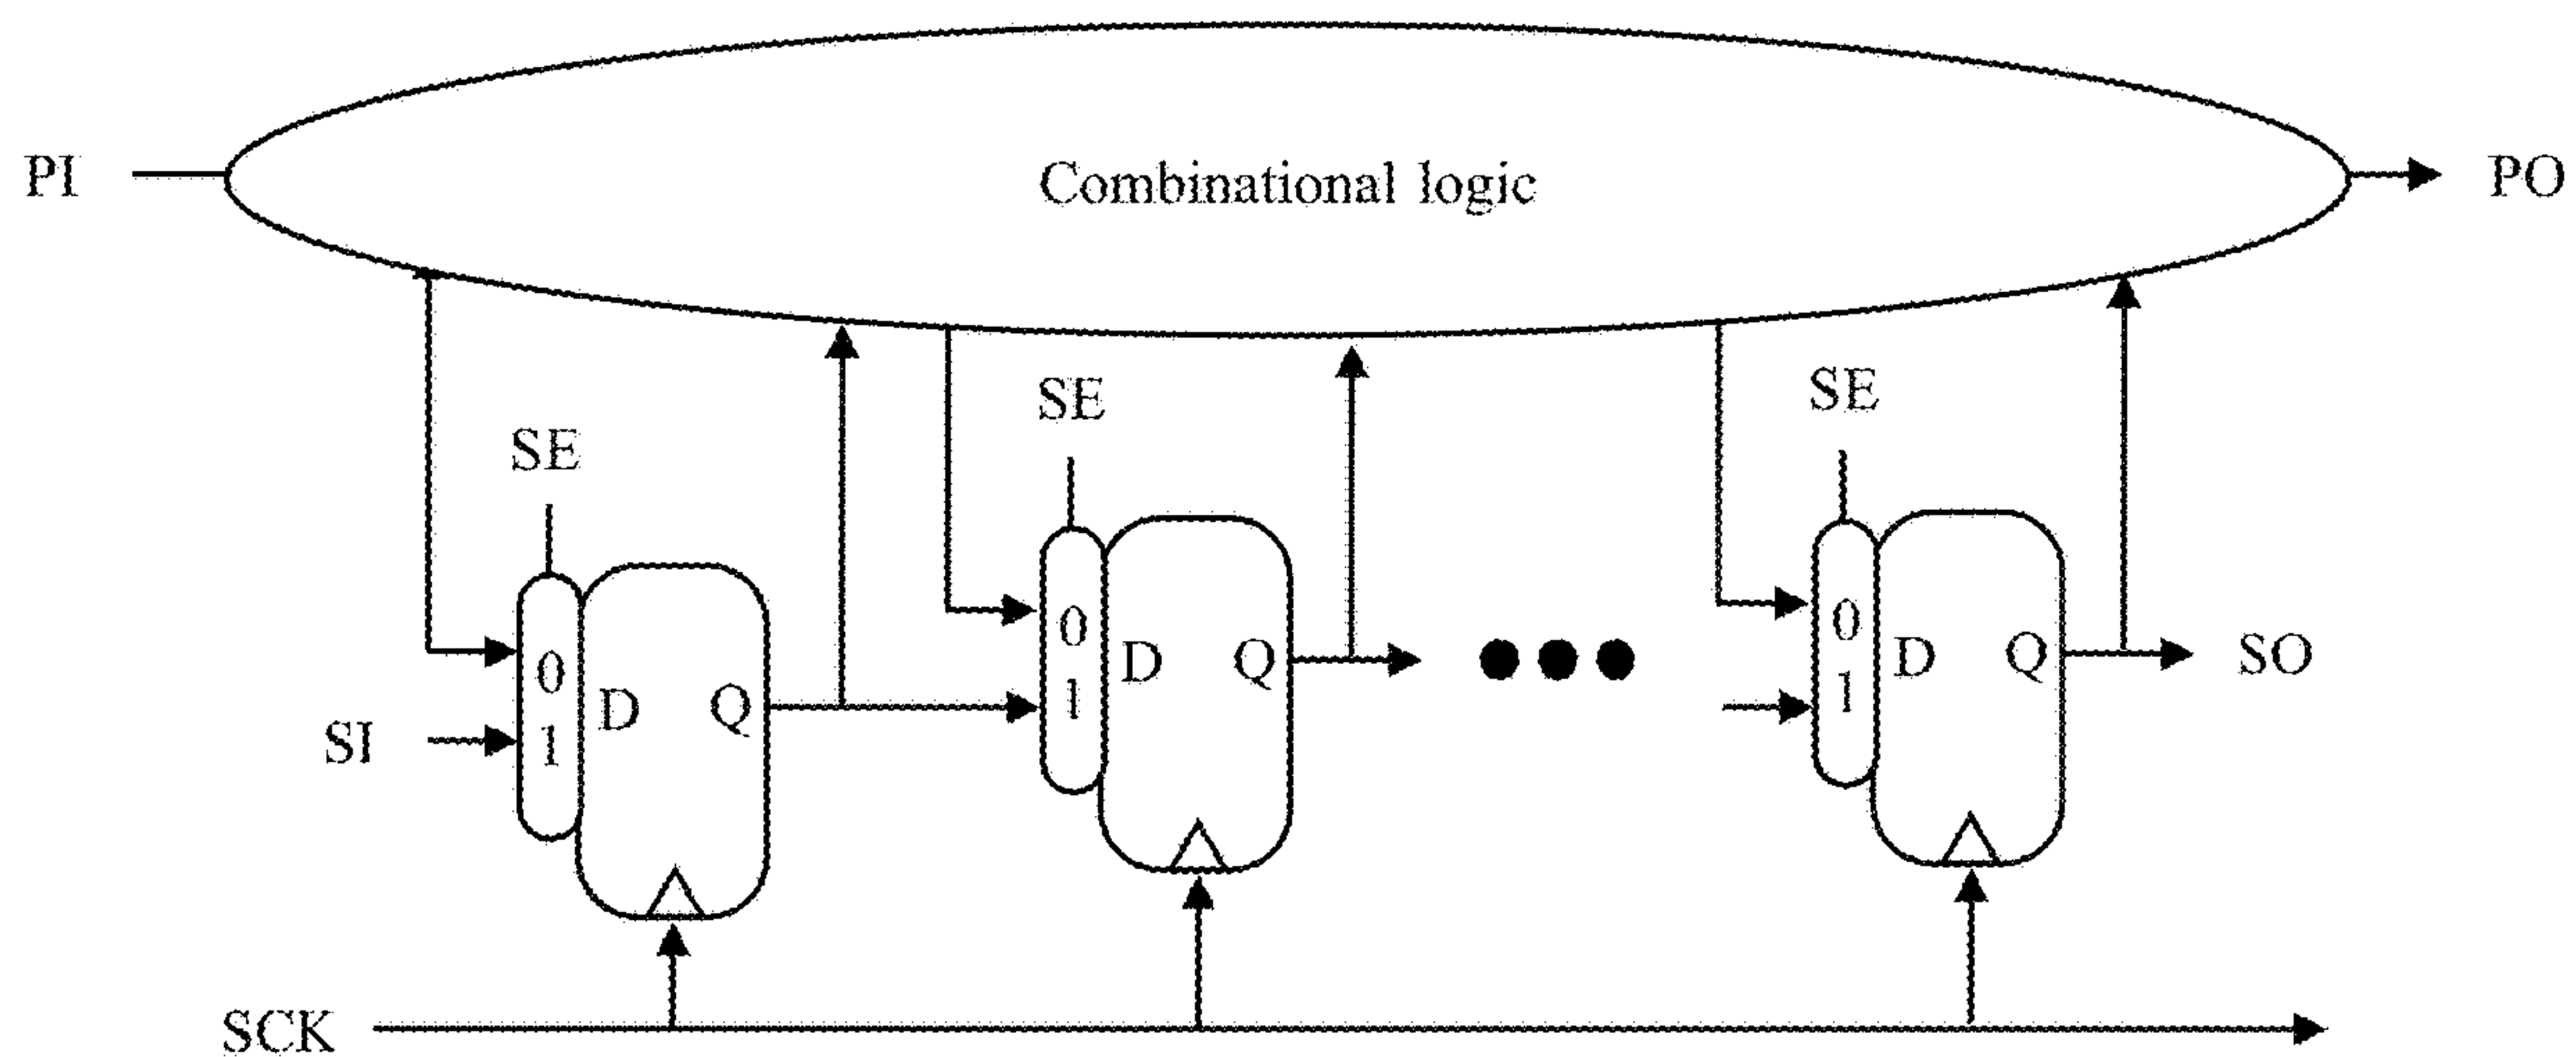 PI
Combinational logic
PO
SE
SE
SE
0
1
D
Q
SI
0
1
D
Q
0
1
D
Q
SO
SCK